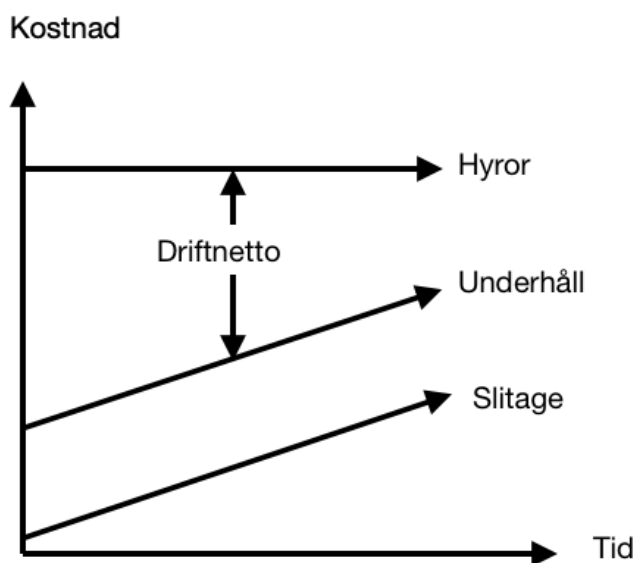 Kostnad
Hyror
Driftnetto
Underhåll
Slitage
Tid